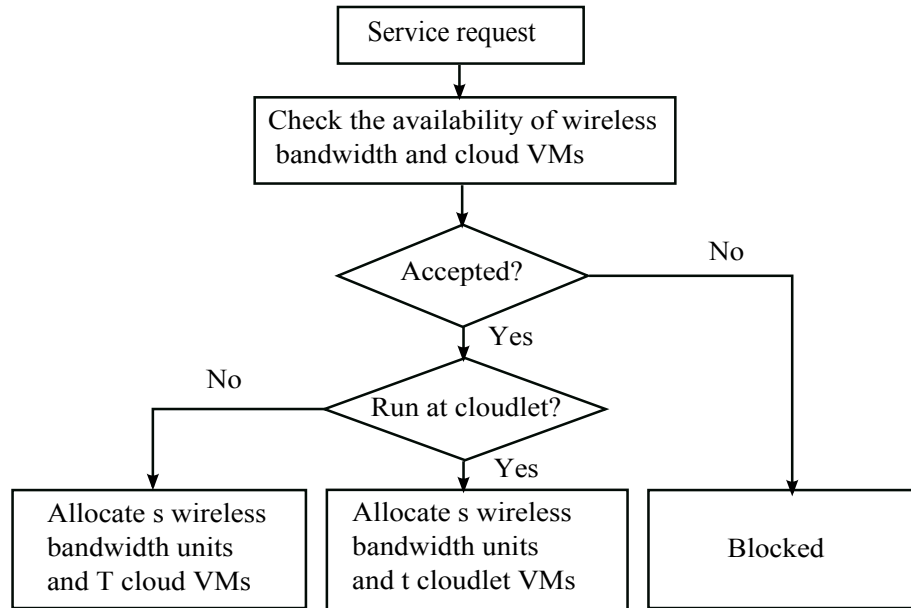 Service request
Check the availability of wireless
bandwidth and cloud VMs
Accepted?
No
Yes
No
Run at cloudlet?
Yes
Allocate s wireless
bandwidth units
and T cloud VMs
Allocate s wireless
bandwidth units
and t cloudlet VMs
Blocked